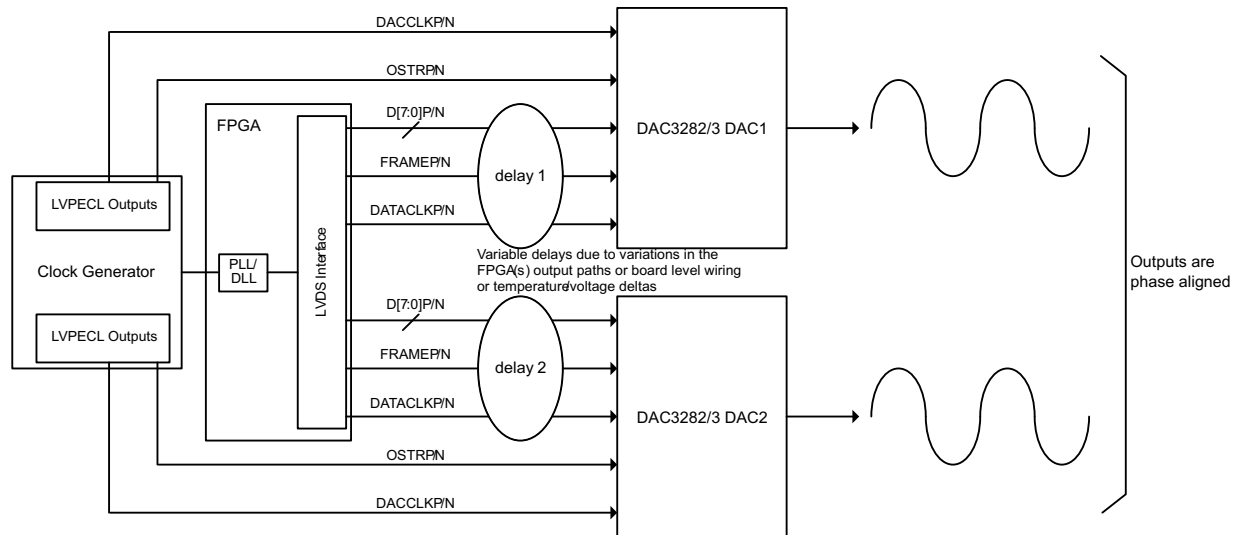 DACCLKP/N
OSTRP/N
D[7:0]P/N
FPGA
DAC3282/3 DAC1
FRAMEP/N
delay 1
LVPECL Outputs
DATACLKP/N
LVDS Interface
Variable delays due to variations in the
FPGA(s) output paths or board level wiring
or temperature/voltage deltas
Clock Generator
PLL/
DLL
Outputs are
phase aligned
D[7:0]P/N
LVPECL Outputs
FRAMEP/N
delay 2
DATACLKP/N
DAC3282/3 DAC2
OSTRP/N
DACCLKP/N